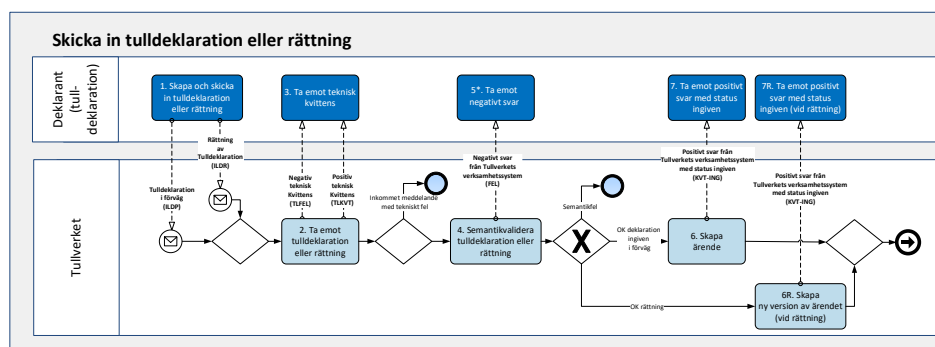 Skicka in tulldeklaration eller rättning
Deklarant
(tull-
deklaration)
1. Skapa och skicka
in tulldeklaration
eller rättning
3. Ta emot teknisk
kvittens
5*. Ta emot
negativt svar
7. Ta emot positivt
svar med status
ingiven
7R. Ta emot positivt
svar med status
ingiven (vid rättning)
Rättning
av
Tulldeklaration
(ILDR)
Tulldeklaration
i förväg
(ILDP)
Negativ
teknisk
Kvittens
(TLFEL)
Positiv
teknisk
Kvittens
(TLKVT)
Inkommet meddelande
med tekniskt fel
Negativt svar
från Tullverkets
verksamhetssystem
(FEL)
Semantikfel
Positivt svar från
Tullverkets verksamhetssystem
med status ingiven
(KVT-ING)
Positivt svar från
Tullverkets verksamhetssystem
med status ingiven
(KVT-ING)
Tullverket
2. Ta emot
tulldeklaration
eller rättning
4. Semantikvalidera
tulldeklaration eller
rättning
X
OK deklaration
ingiven
i förväg
6. Skapa
ärende
OK rättning
6R. Skapa
ny version av ärendet
(vid rättning)